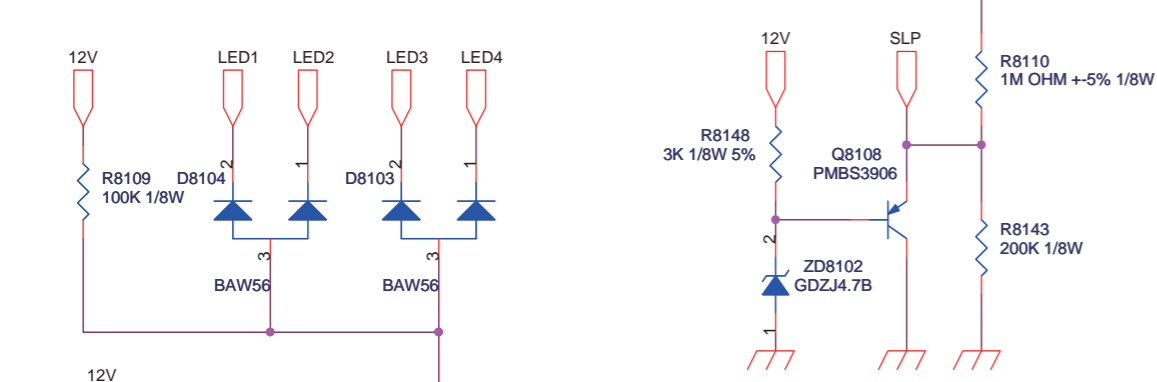 12V
LED1
LED2
LED3
LED4
2
1
2
1
R8109
100K 1/8W
D8104
D8103
3
3
BAW56
BAW56
12V
12V
SLP
R8110
1M OHM +-5% 1/8W
R8148
3K 1/8W 5%
Q8108
PMBS3906
2
R8143
200K 1/8W
ZD8102
GDZJ4.7B
1